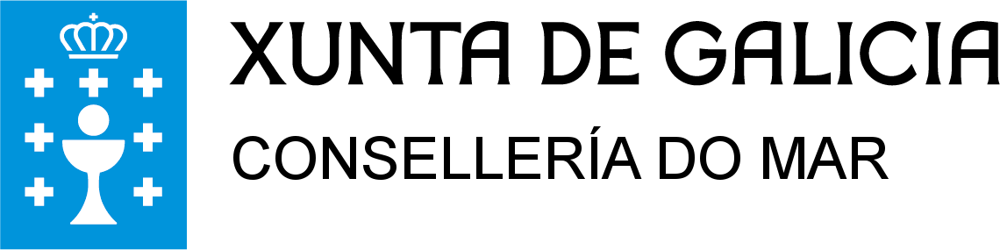 XUNTA DE GALICIA
CONSELLERÍA DO MAR